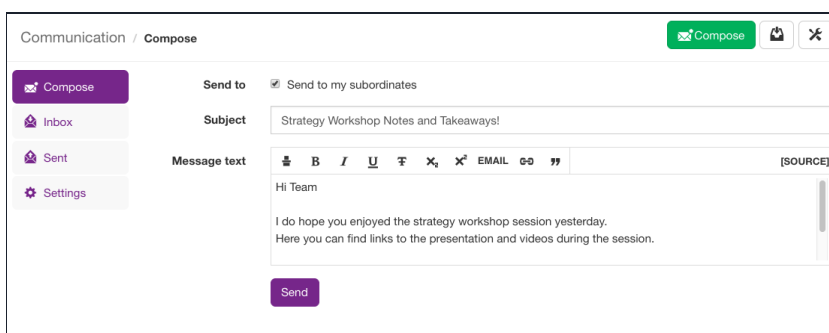 Communication / Compose
Compose
Compose
Send to
Send to my subordinates
Inbox
Subject
Strategy Workshop Notes and Takeaways!
Sent
Message text
B I U T X₂ X² EMAIL
[SOURCE]
Settings
Hi Team
I do hope you enjoyed the strategy workshop session yesterday.
Here you can find links to the presentation and videos during the session.
Send